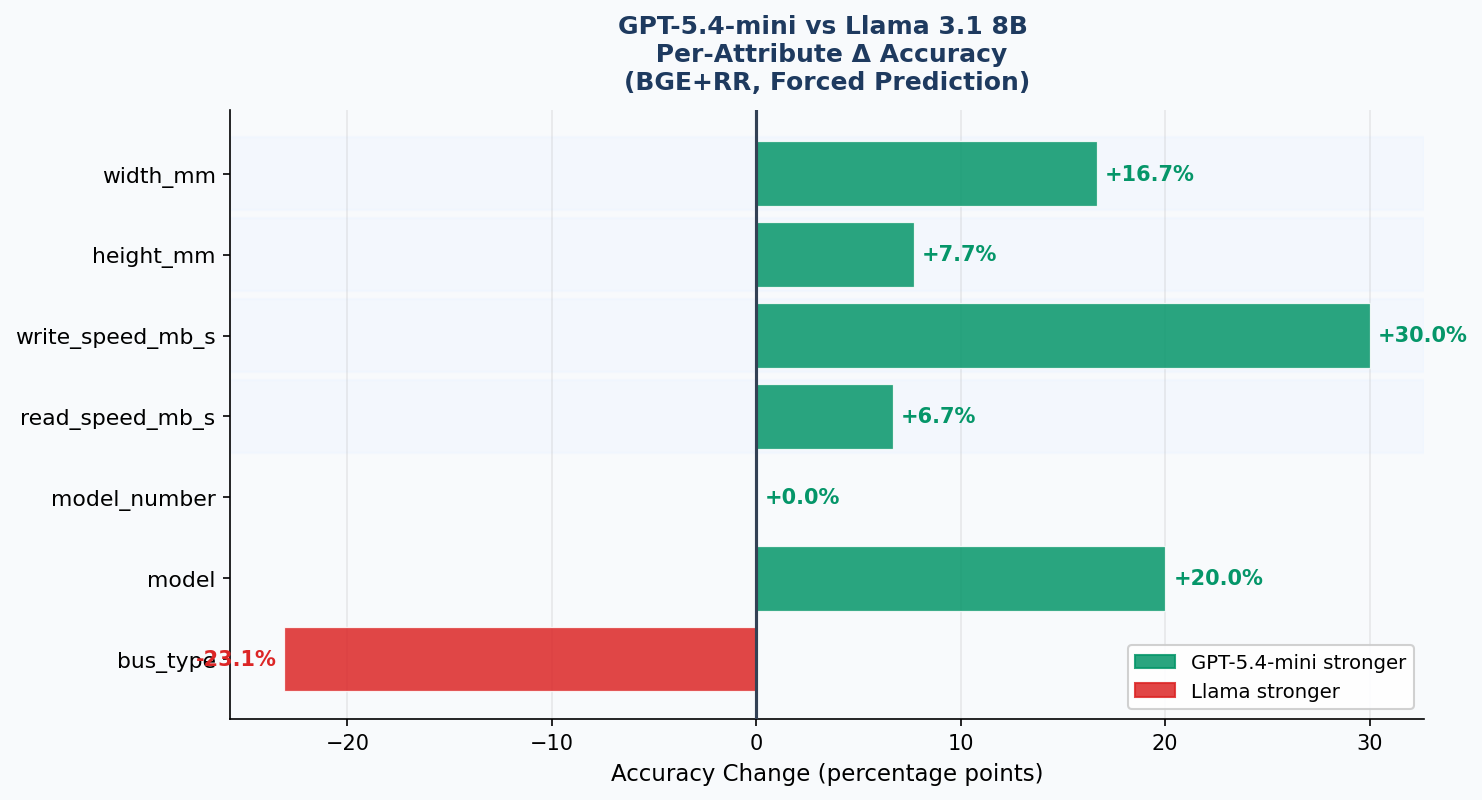 GPT-5.4-mini vs Llama 3.1 8B
Per-Attribute Δ Accuracy
(BGE+RR, Forced Prediction)
width_mm
+16.7%
height_mm
+7.7%
write_speed_mb_s
+30.0%
read_speed_mb_s
+6.7%
model_number
+0.0%
model
+20.0%
bus_type
-23.1%
GPT-5.4-mini stronger
Llama stronger
−20
−10
0
10
20
30
Accuracy Change (percentage points)